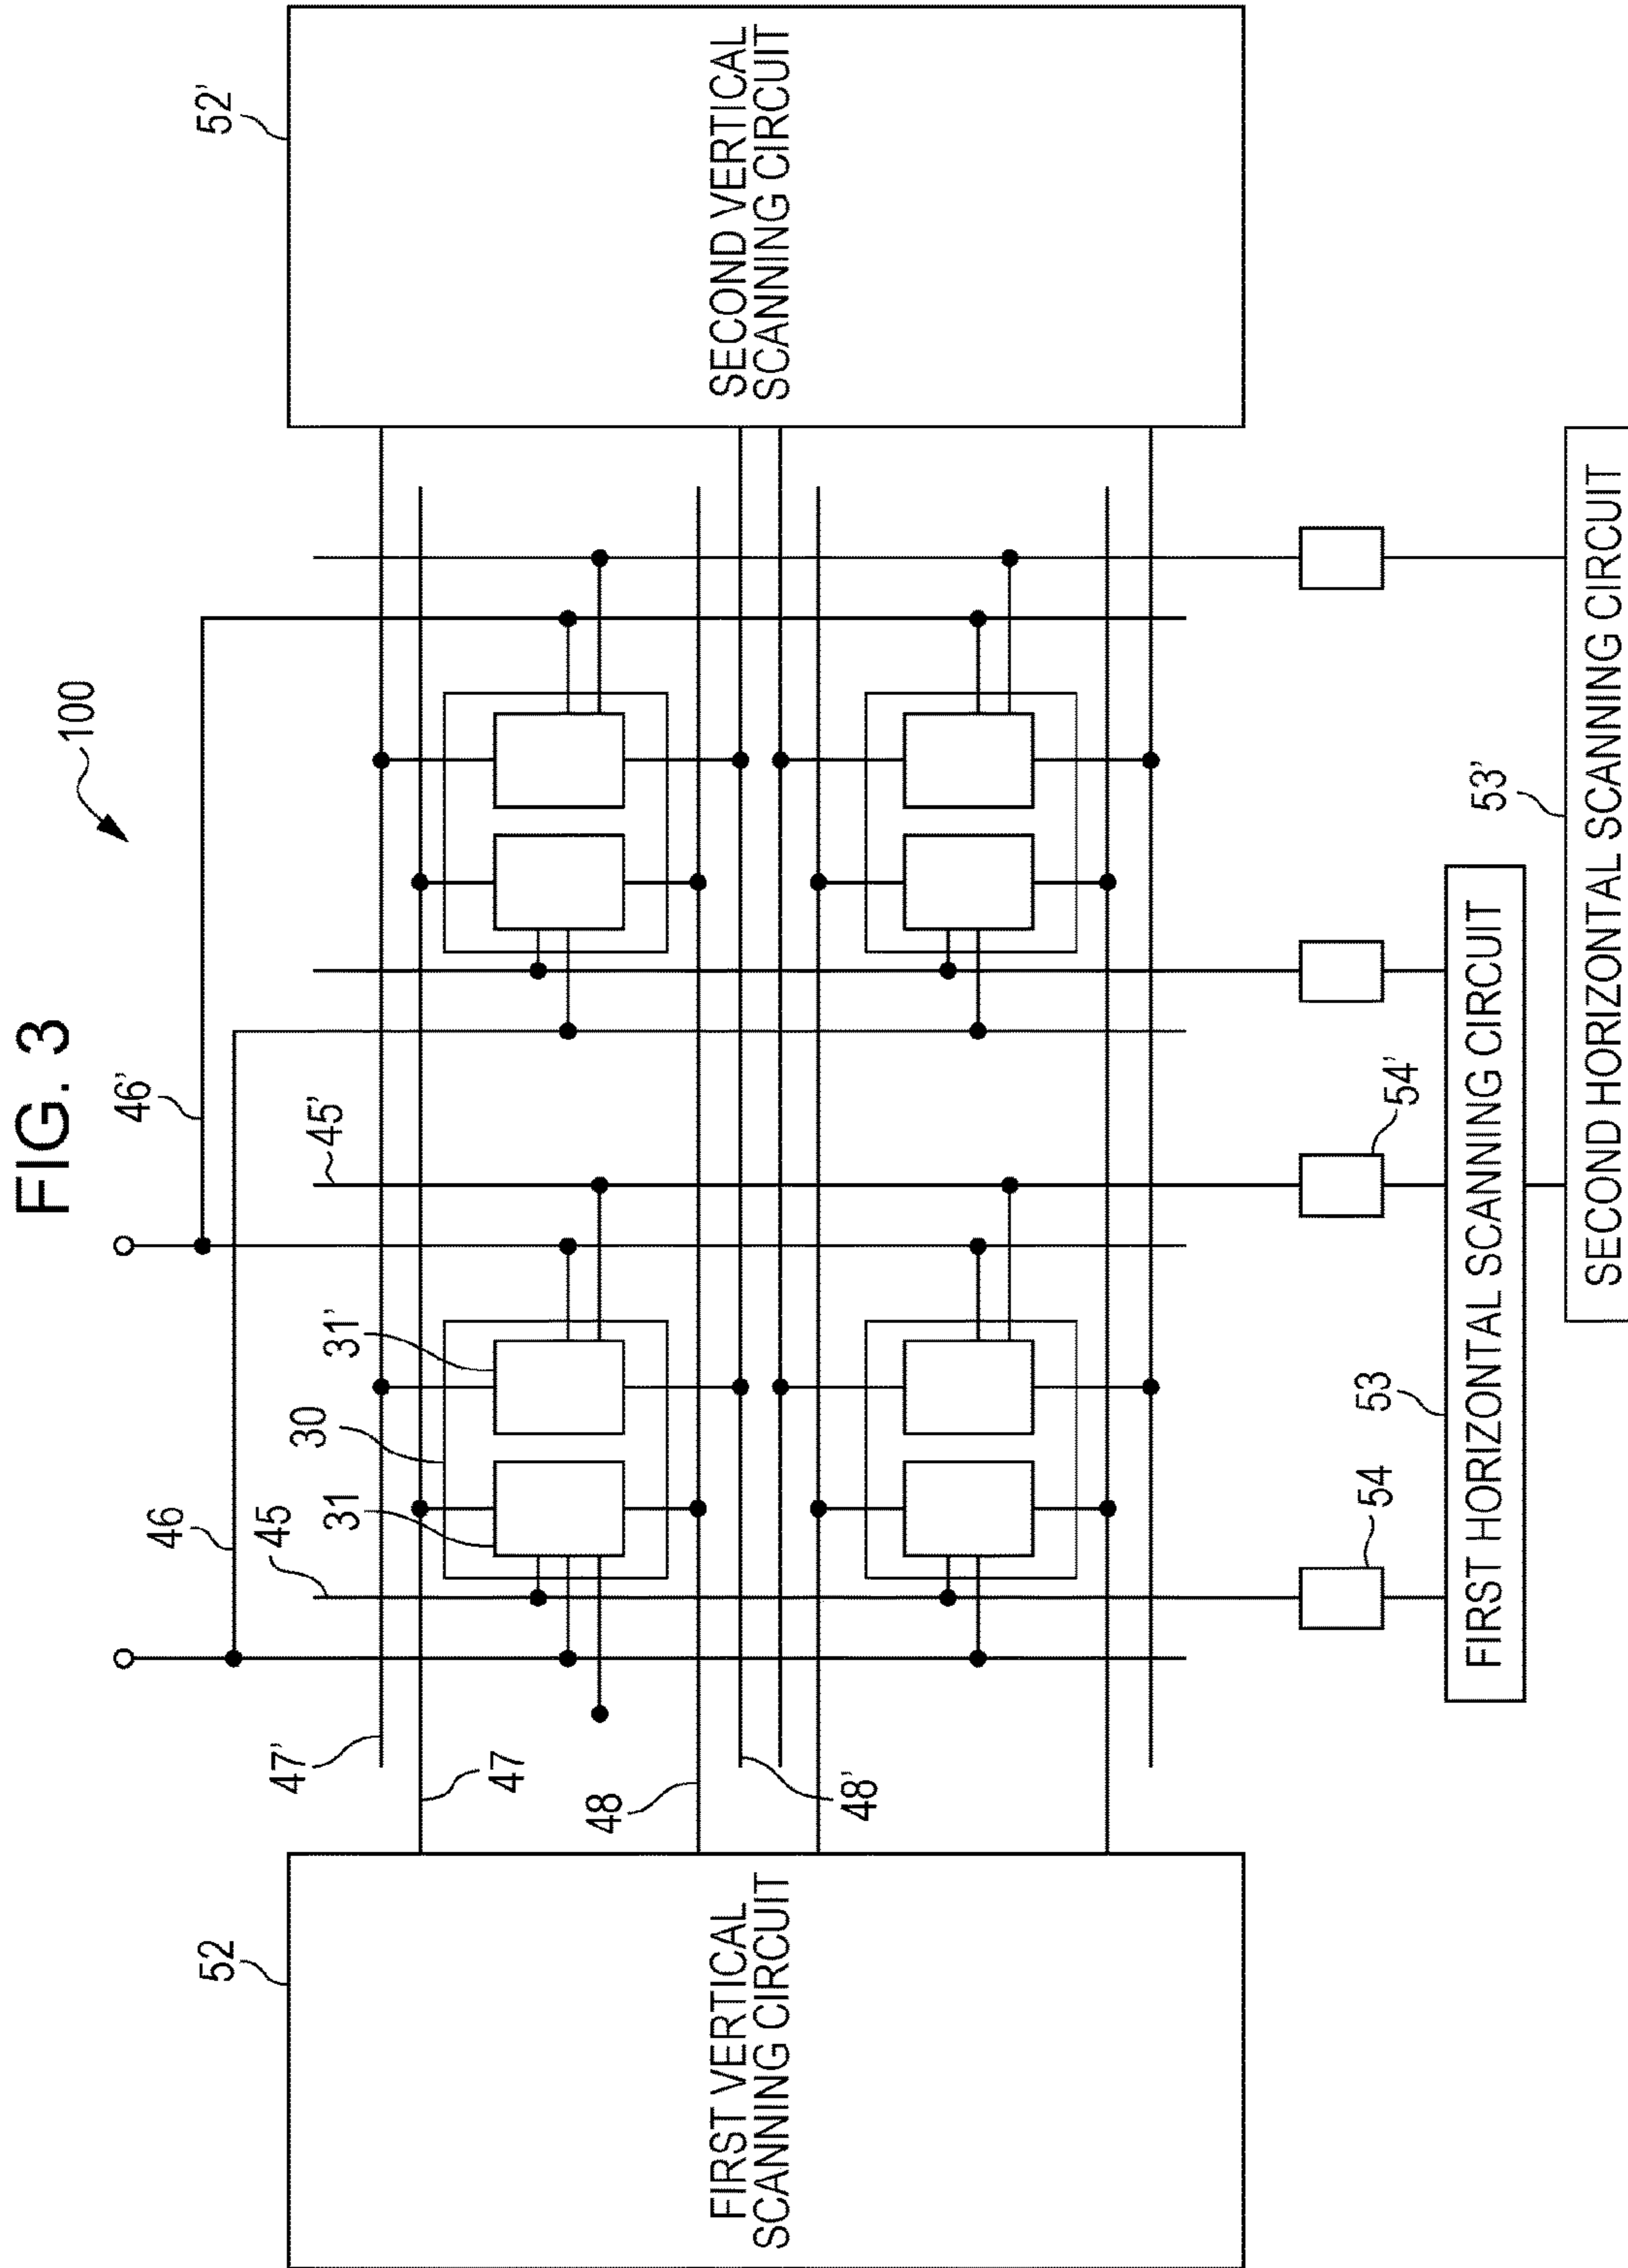 FIG. 3
100
46
46'
45
45'
30
31
31'
47'
47
48
48'
52
FIRST VERTICAL
SCANNING CIRCUIT
52'
SECOND VERTICAL
SCANNING CIRCUIT
54
54'
53
FIRST HORIZONTAL SCANNING CIRCUIT
53'
SECOND HORIZONTAL SCANNING CIRCUIT